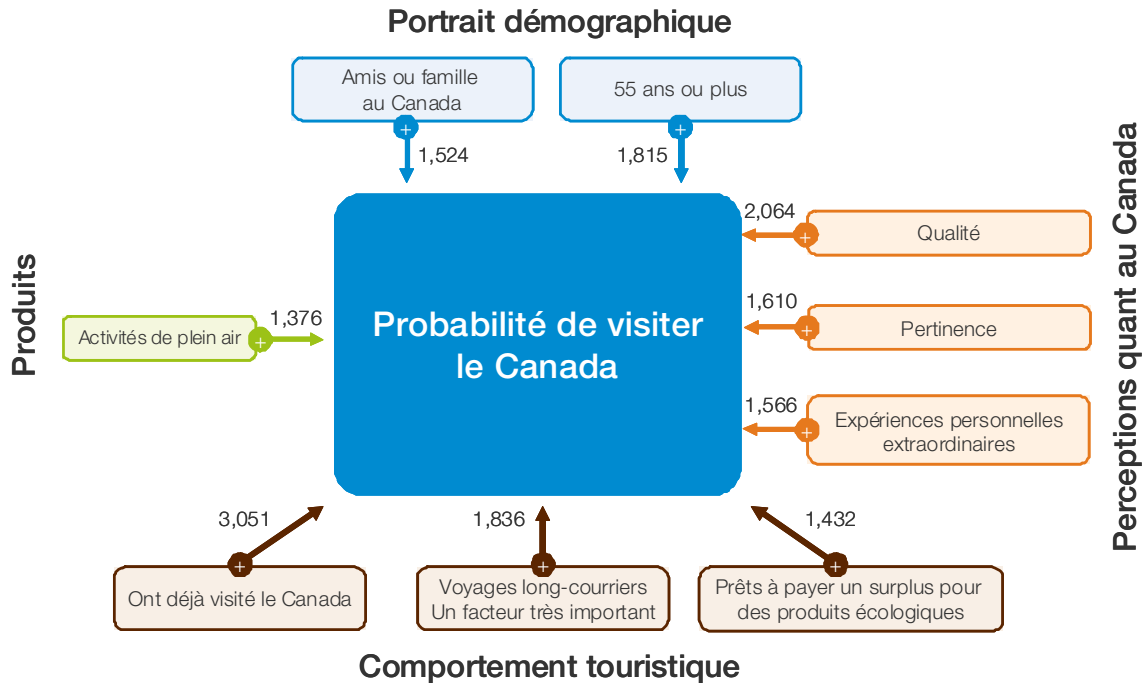 Portrait démographique
Amis ou famille
au Canada
55 ans ou plus
+
+
1,524
1,815
Perceptions quant au Canada
2,064
+
Qualité
1,610
+
Pertinence
1,566
+
Expériences personnelles
extraordinaires
Produits
Activités de plein air
+
1,376
Probabilité de visiter
le Canada
3,051
1,836
1,432
+
+
+
Ont déjà visité le Canada
Voyages long-courriers
Un facteur très important
Prêts à payer un surplus pour
des produits écologiques
Comportement touristique